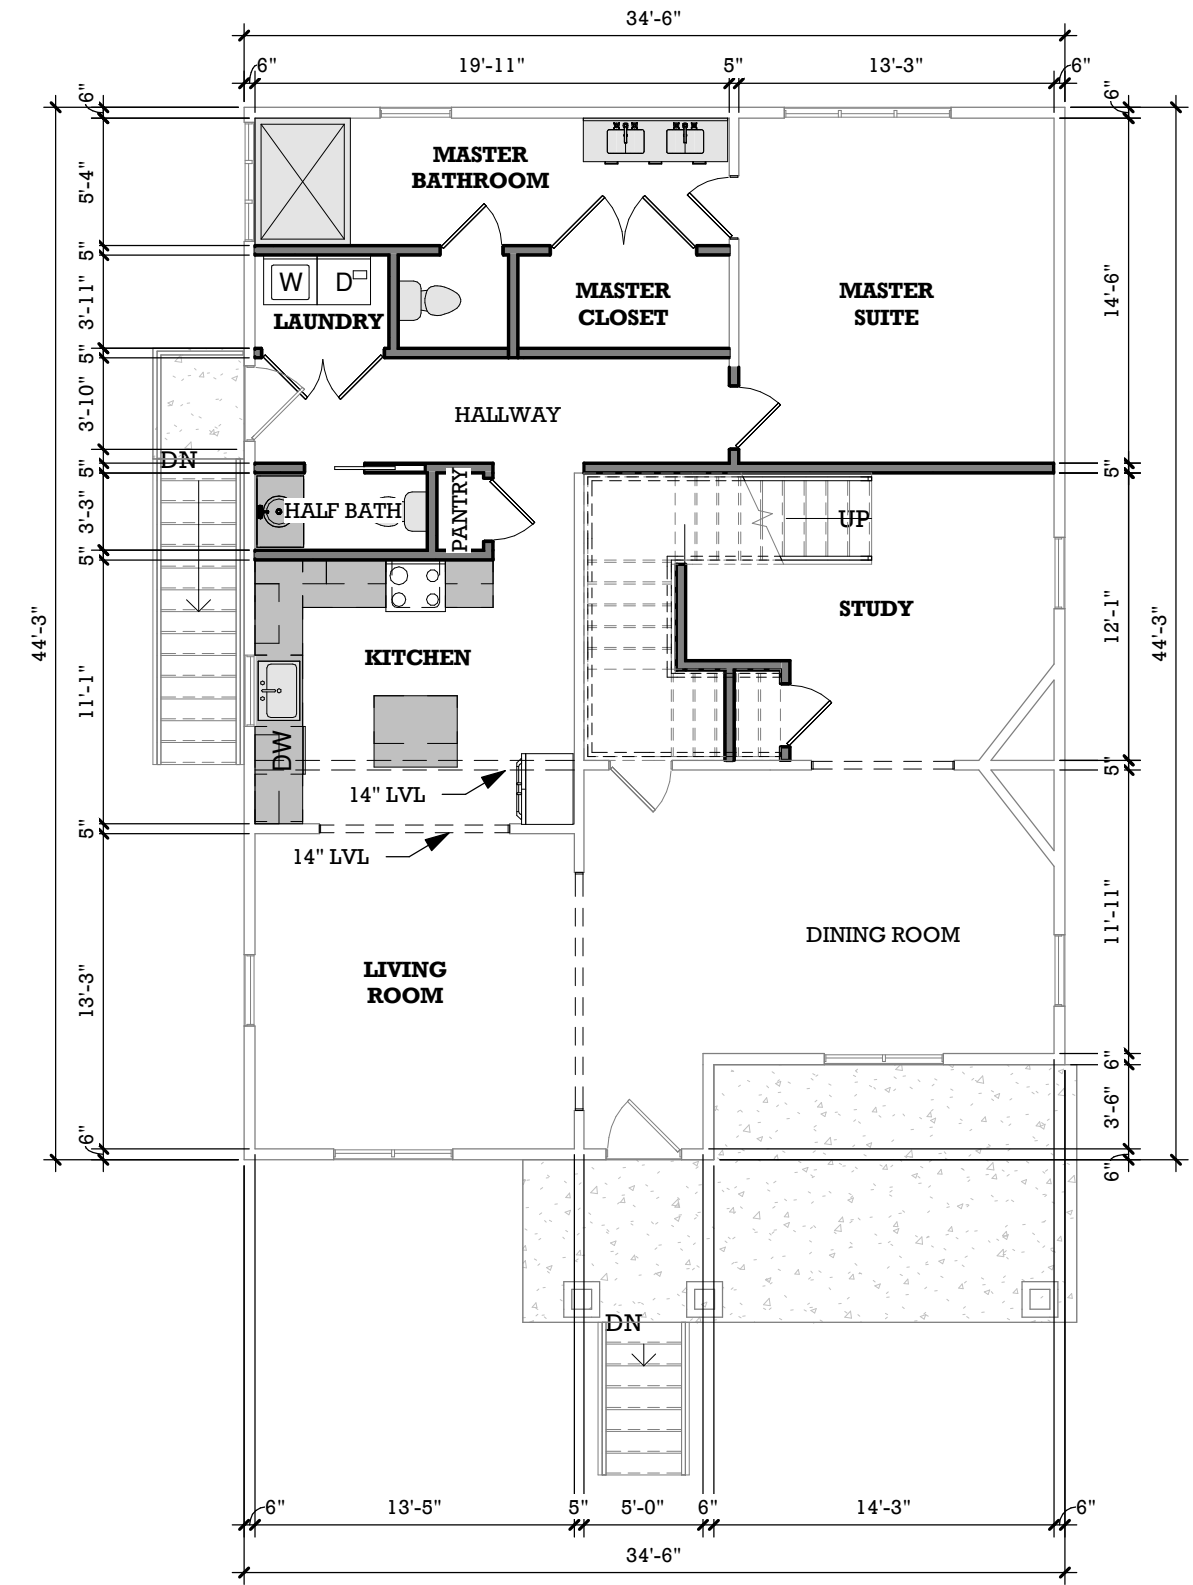 34'-6"
6" 19'-11" 5" 13'-3" 6"
6"
6"
MASTER
BATHROOM
5'-4"
5"
W
D
MASTER
CLOSET
MASTER
SUITE
14'-6"
3'-11"
LAUNDRY
5"
3'-10"
HALLWAY
DN
5"
5"
PANTRY
HALF BATH
UP
3'-3"
5"
STUDY
12'-1"
44'-3"
44'-3"
KITCHEN
11'-1"
DW
14" LVL
5"
5"
14" LVL
11'-11"
DINING ROOM
LIVING
ROOM
13'-3"
6"
3'-6"
6"
6"
DN
6" 13'-5" 5" 5'-0" 6" 14'-3" 6"
34'-6"